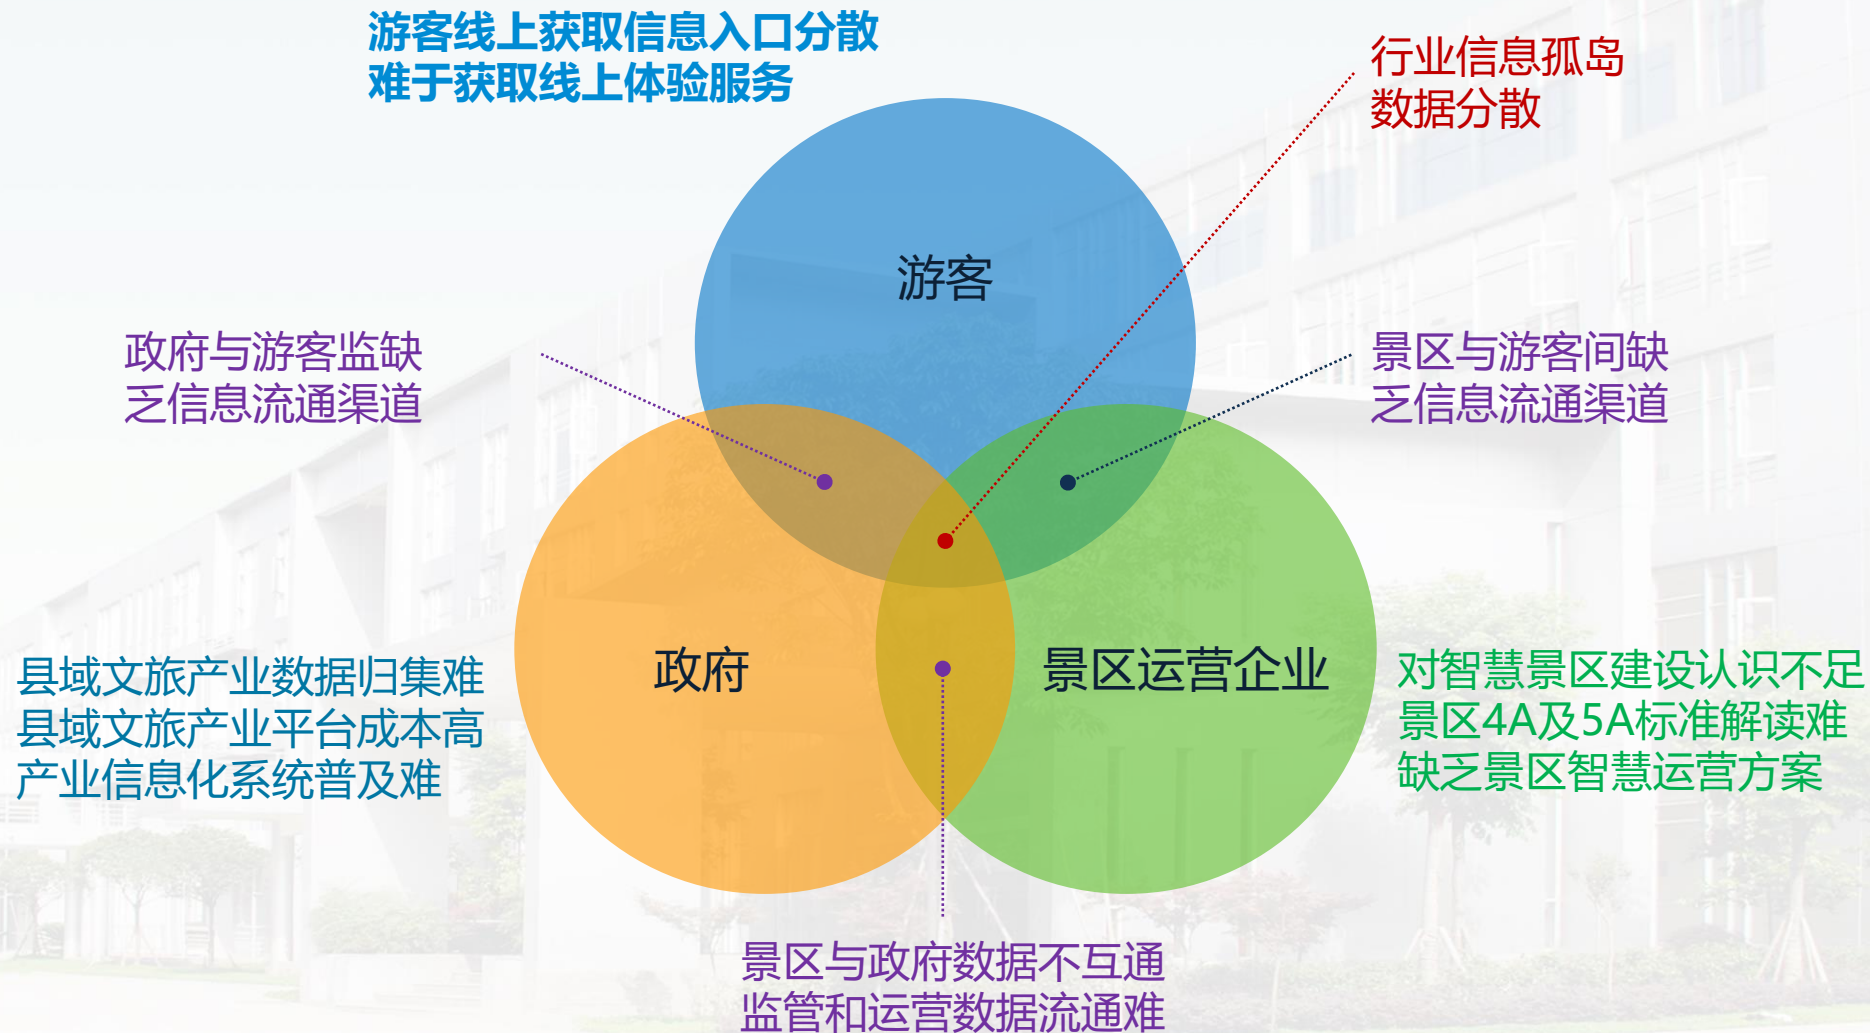 游客线上获取信息入口分散
难于获取线上体验服务
行业信息孤岛
数据分散
游客
政府与游客监缺
乏信息流通渠道
景区与游客间缺
乏信息流通渠道
政府
景区运营企业
县域文旅产业数据归集难
县域文旅产业平台成本高
产业信息化系统普及难
对智慧景区建设认识不足
景区4A及5A标准解读难
缺乏景区智慧运营方案
景区与政府数据不互通
监管和运营数据流通难